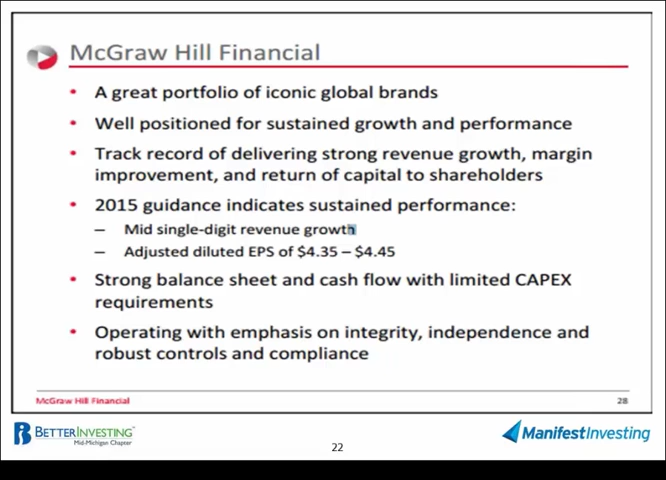 McGraw Hill Financial
• A great portfolio of iconic global brands
• Well positioned for sustained growth and performance
• Track record of delivering strong revenue growth, margin
improvement, and return of capital to shareholders
• 2015 guidance indicates sustained performance:
– Mid single-digit revenue growth
– Adjusted diluted EPS of $4.35 – $4.45
• Strong balance sheet and cash flow with limited CAPEX
requirements
• Operating with emphasis on integrity, independence and
robust controls and compliance
McGraw Hill Financial 28
BETTERINVESTING™
Mid-Michigan Chapter
22
ManifestInvesting